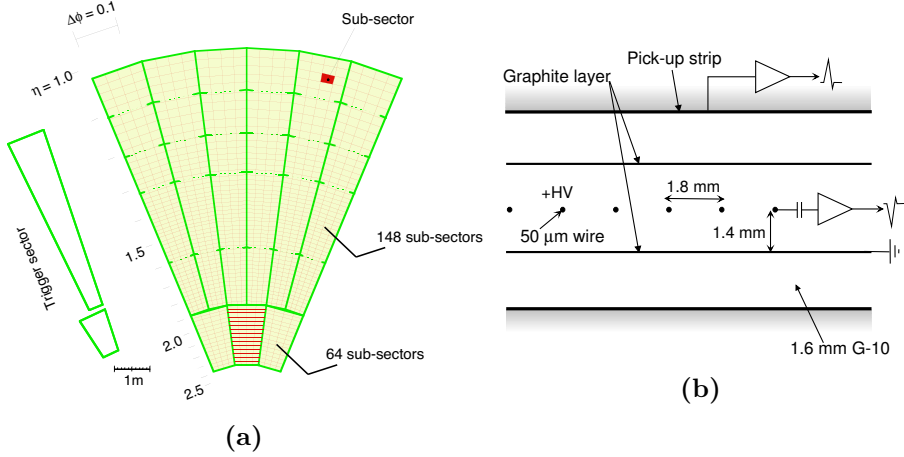 Δϕ = 0.1
η = 1.0
Sub-sector
1.5
148 sub-sectors
Trigger sector
2.0
64 sub-sectors
1m
2.5
(a)
Pick-up strip
Graphite layer
+HV
1.8 mm
50 μm wire
1.4 mm
1.6 mm G-10
(b)